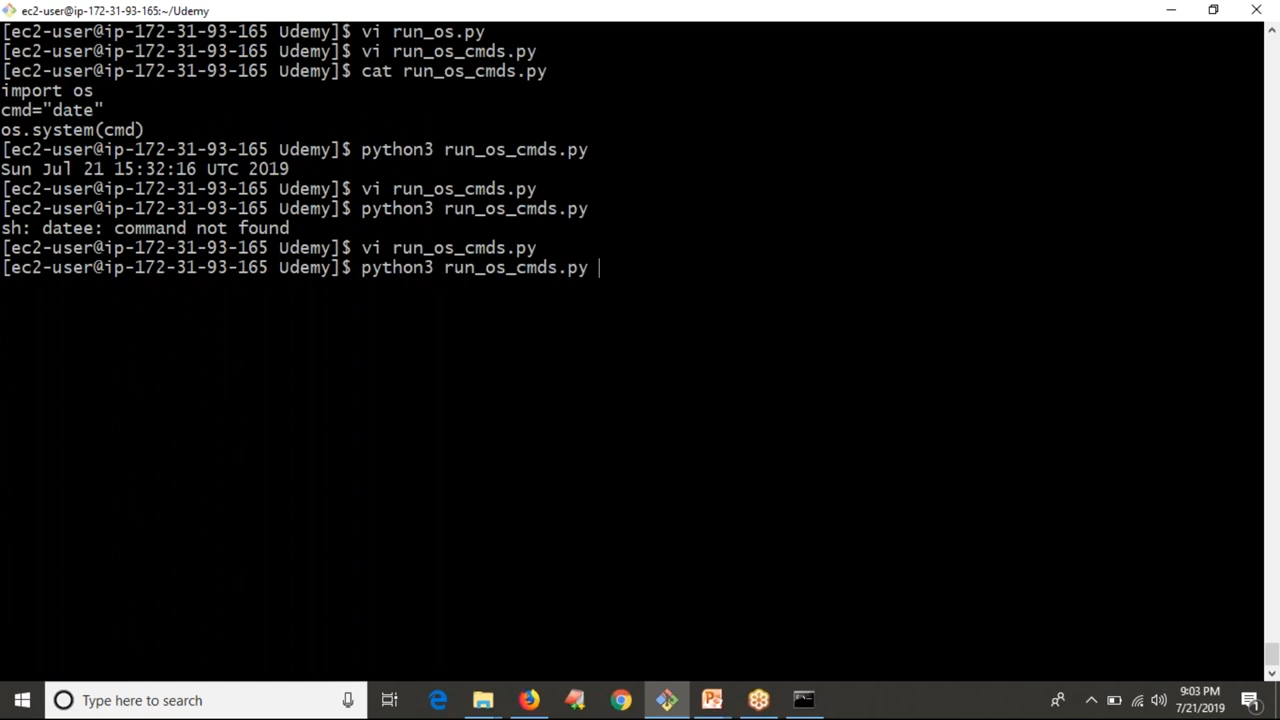 ec2-user@ip-172-31-93-165:~/Udemy
[ec2-user@ip-172-31-93-165 Udemy]$ vi run_os.py
[ec2-user@ip-172-31-93-165 Udemy]$ vi run_os_cmds.py
[ec2-user@ip-172-31-93-165 Udemy]$ cat run_os_cmds.py
import os
cmd="date"
os.system(cmd)
[ec2-user@ip-172-31-93-165 Udemy]$ python3 run_os_cmds.py
Sun Jul 21 15:32:16 UTC 2019
[ec2-user@ip-172-31-93-165 Udemy]$ vi run_os_cmds.py
[ec2-user@ip-172-31-93-165 Udemy]$ python3 run_os_cmds.py
sh: datee: command not found
[ec2-user@ip-172-31-93-165 Udemy]$ vi run_os_cmds.py
[ec2-user@ip-172-31-93-165 Udemy]$ python3 run_os_cmds.py
Type here to search
9:03 PM
7/21/2019
1